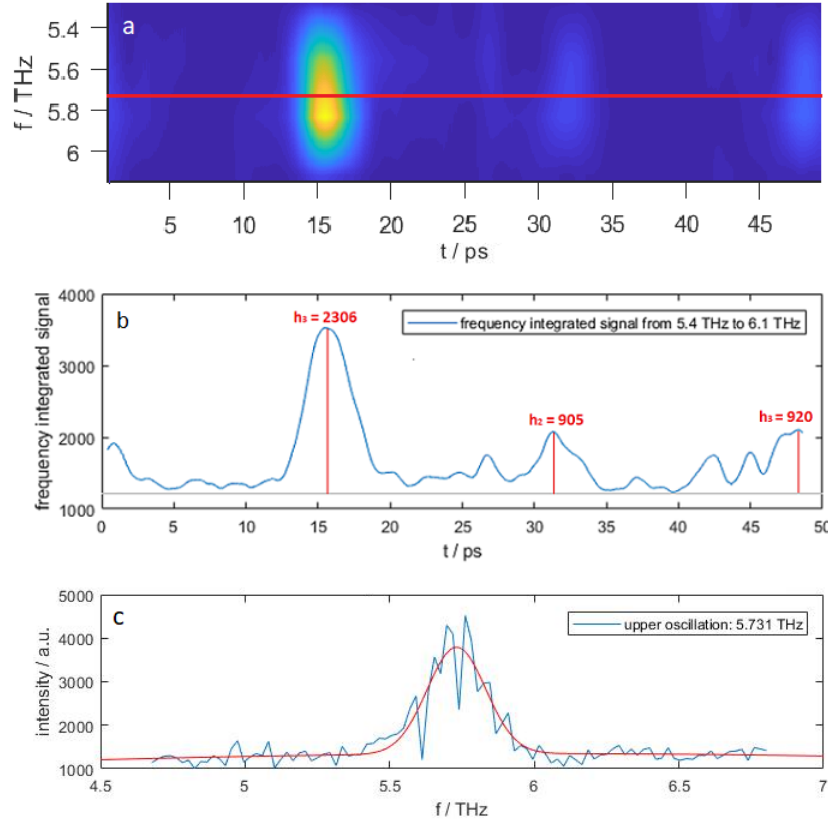 a
5.4
5.6
5.8
6
f / THz
5 10 15 20 25 30 35 40 45
t / ps
b
4000
3000
2000
1000
frequency integrated signal
h₃ = 2306
frequency integrated signal from 5.4 THz to 6.1 THz
h₂ = 905
h₃ = 920
0 5 10 15 20 25 30 35 40 45 50
t / ps
c
5000
4000
3000
2000
1000
intensity / a.u.
upper oscillation: 5.731 THz
4.5 5 5.5 6 6.5 7
f / THz